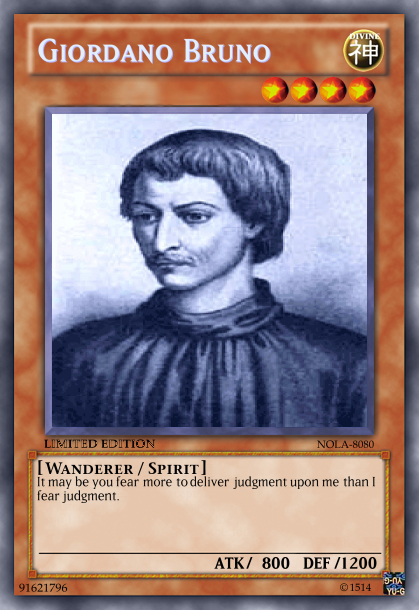 GIORDANO BRUNO
DIVINE
神
LIMITED EDITION
NOLA-8080
[WANDERER / SPIRIT]
It may be you fear more to deliver judgment upon me than I
fear judgment.
ATK/ 800 DEF/1200
91621796
©1514